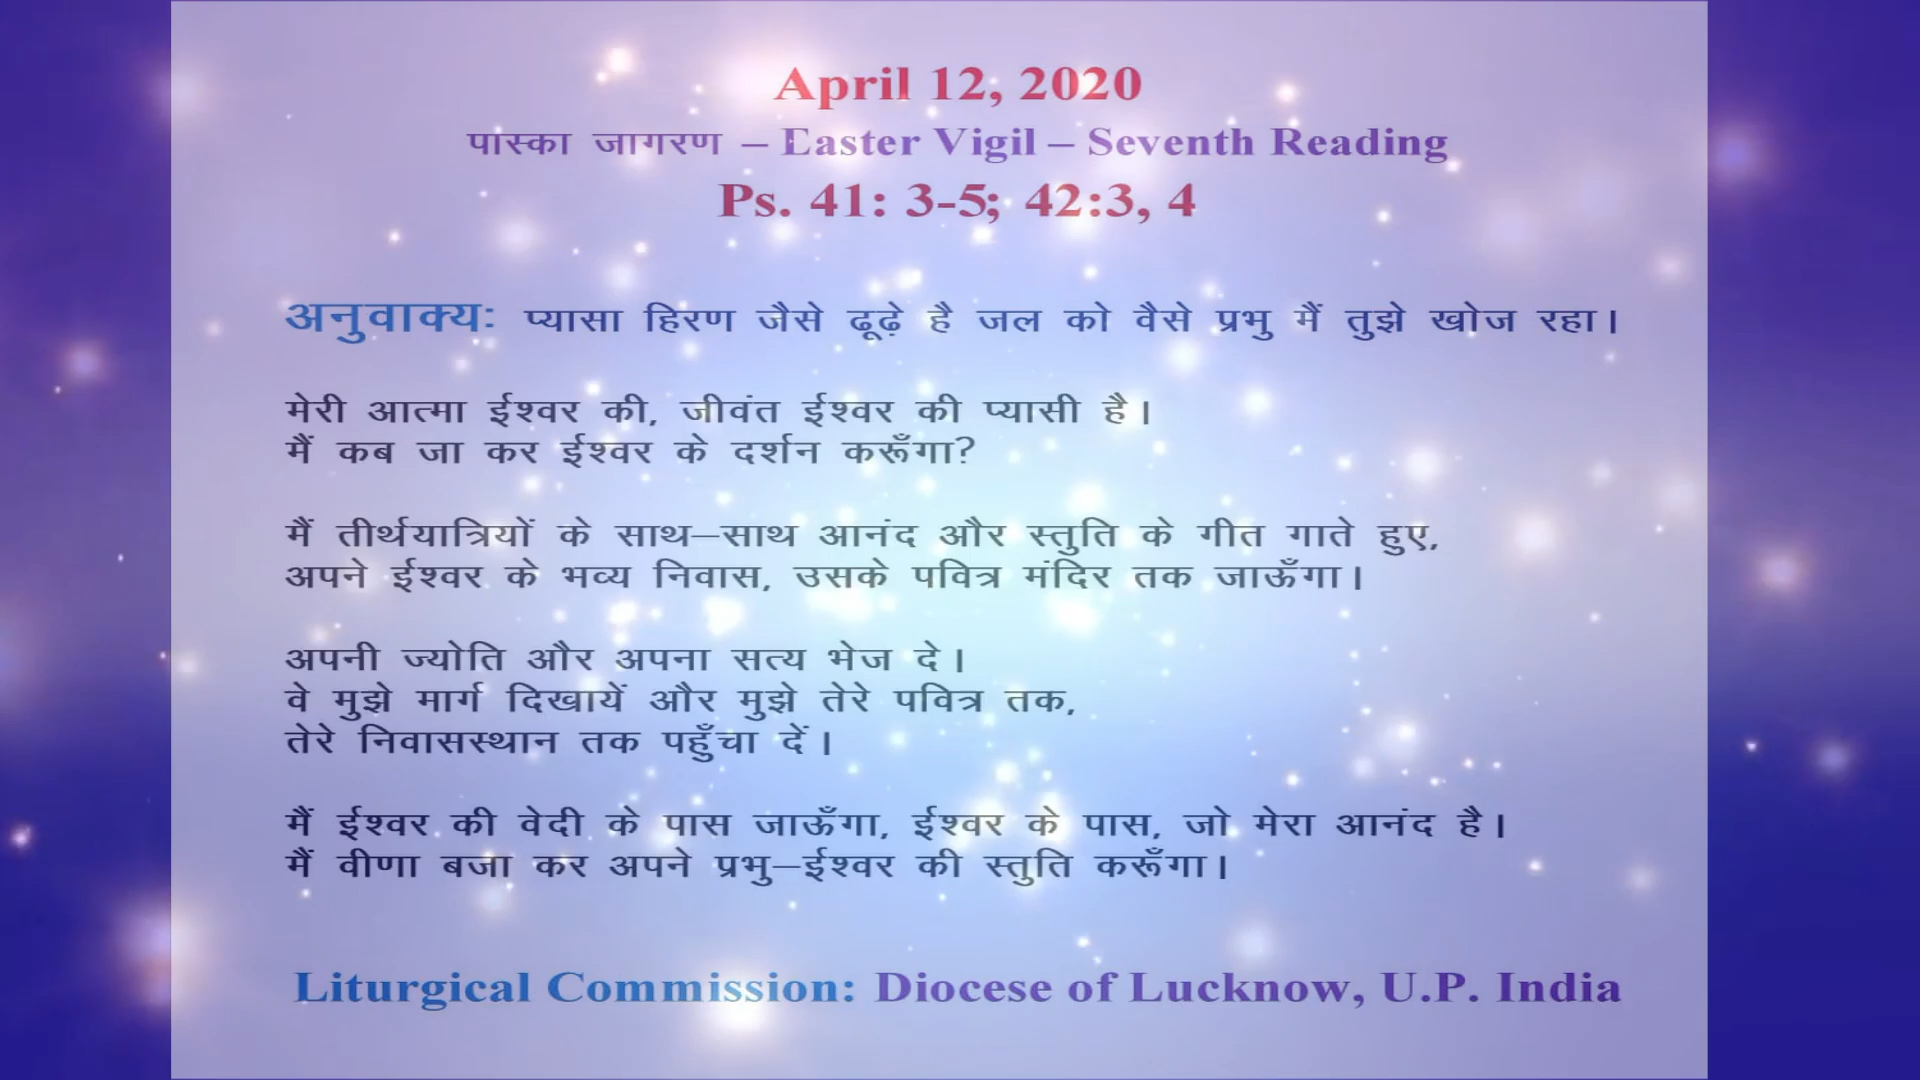 April 12, 2020
पास्का जागरण – Easter Vigil – Seventh Reading
Ps. 41: 3-5; 42:3, 4
अनुवाक्यः प्यासा हिरण जैसे ढूढ़े है जल को वैसे प्रभु मैं तुझे खोज रहा।
मेरी आत्मा ईश्वर की, जीवंत ईश्वर की प्यासी है।
मैं कब जा कर ईश्वर के दर्शन करूँगा?
मैं तीर्थयात्रियों के साथ–साथ आनंद और स्तुति के गीत गाते हुए,
अपने ईश्वर के भव्य निवास, उसके पवित्र मंदिर तक जाऊँगा।
अपनी ज्योति और अपना सत्य भेज दे।
वे मुझे मार्ग दिखायें और मुझे तेरे पवित्र तक,
तेरे निवासस्थान तक पहुँचा दें।
मैं ईश्वर की वेदी के पास जाऊँगा, ईश्वर के पास, जो मेरा आनंद है।
मैं वीणा बजा कर अपने प्रभु–ईश्वर की स्तुति करूँगा।
Liturgical Commission: Diocese of Lucknow, U.P. India